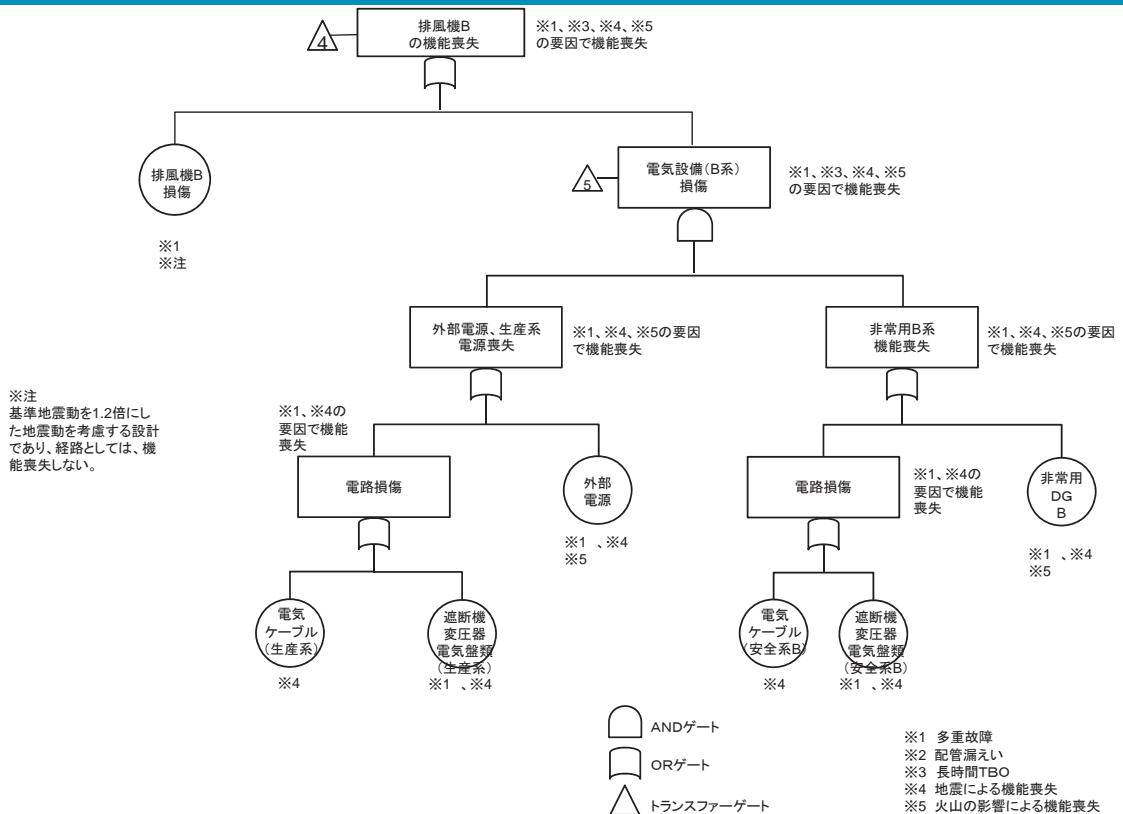 4
排風機B
の機能喪失
※1、※3、※4、※5
の要因で機能喪失
排風機B
損傷
※1
※注
5
電気設備(B系)
損傷
※1、※3、※4、※5
の要因で機能喪失
外部電源、生産系
電源喪失
※1、※4、※5の要因
で機能喪失
非常用B系
機能喪失
※1、※4、※5の要因
で機能喪失
※注
基準地震動を1.2倍にし
た地震動を考慮する設計
であり、経路としては、機
能喪失しない。
※1、※4の
要因で機能
喪失
電路損傷
外部
電源
※1 、※4
※5
電路損傷
※1、※4の
要因で機能
喪失
非常用
DG
B
※1 、※4
※5
電気
ケーブル
(生産系)
※4
遮断機
変圧器
電気盤類
(生産系)
※1 、※4
電気
ケーブル
(安全系B)
※4
遮断機
変圧器
電気盤類
(安全系B)
※1 、※4
ANDゲート
ORゲート
トランスファーゲート
※1 多重故障
※2 配管漏えい
※3 長時間TBO
※4 地震による機能喪失
※5 火山の影響による機能喪失